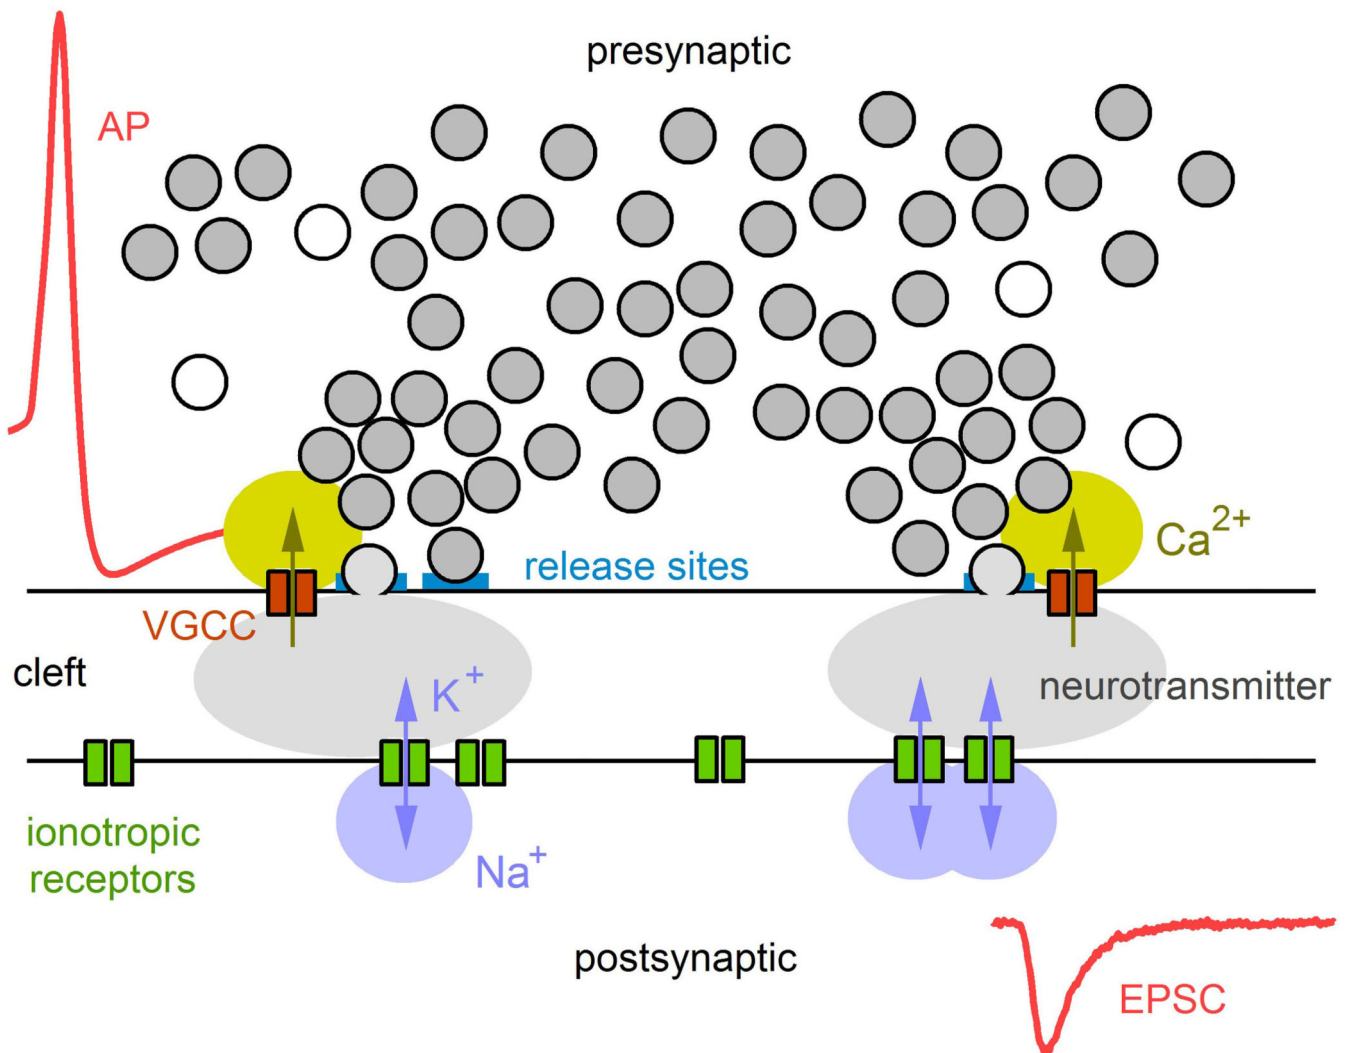 presynaptic
AP
Ca²⁺
release sites
VGCC
cleft
K⁺
neurotransmitter
ionotropic
receptors
Na⁺
postsynaptic
EPSC